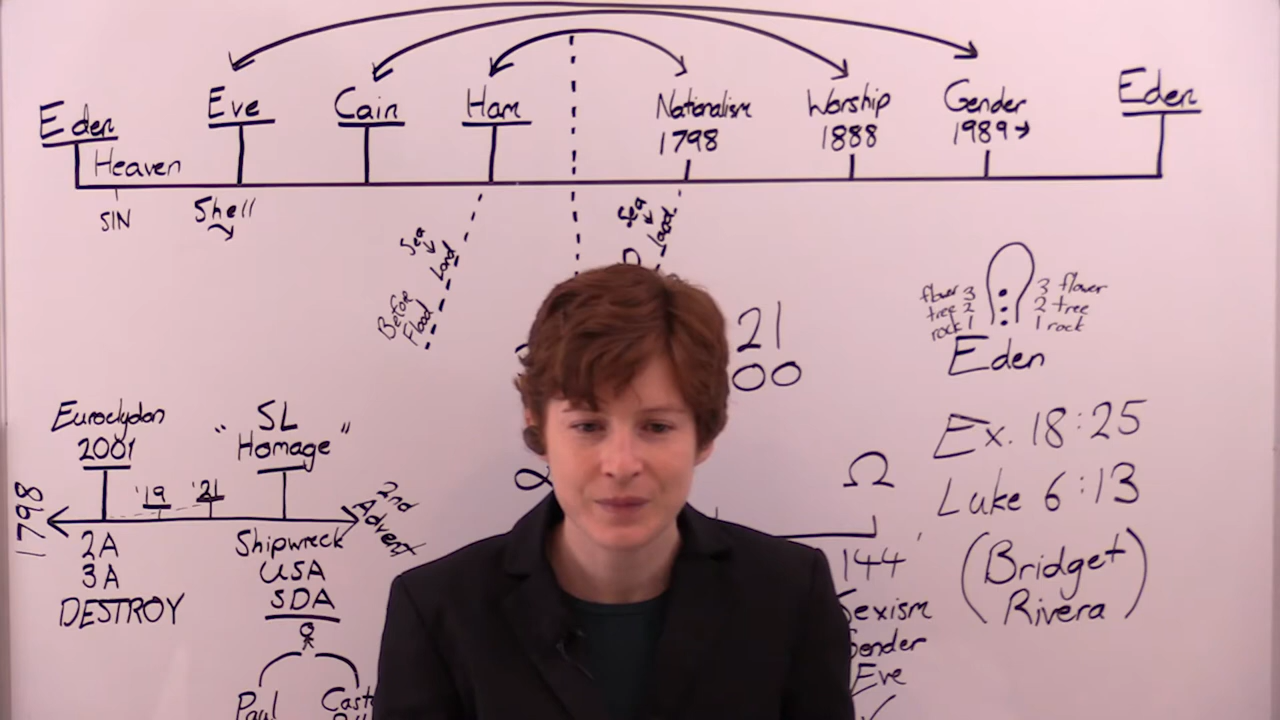 Eden
Heaven
SIN
Eve
Shell
Cain
Ham
Nationalism
1798
Worship
1888
Gender
1989→
Eden
Sea
Land
Before
Flood
Sea
Land
21
00
flower 3
tree 2
rock 1
3 flower
2 tree
1 rock
Eden
Ex. 18:25
Luke 6:13
(Bridget
Rivera)
Euroclydon
2001
'19
'21
" SL
Homage "
1798
2nd
Advent
2A
3A
DESTROY
Shipwreck
USA
SDA
Paul
α
Ω
144
Sexism
Gender
Eve